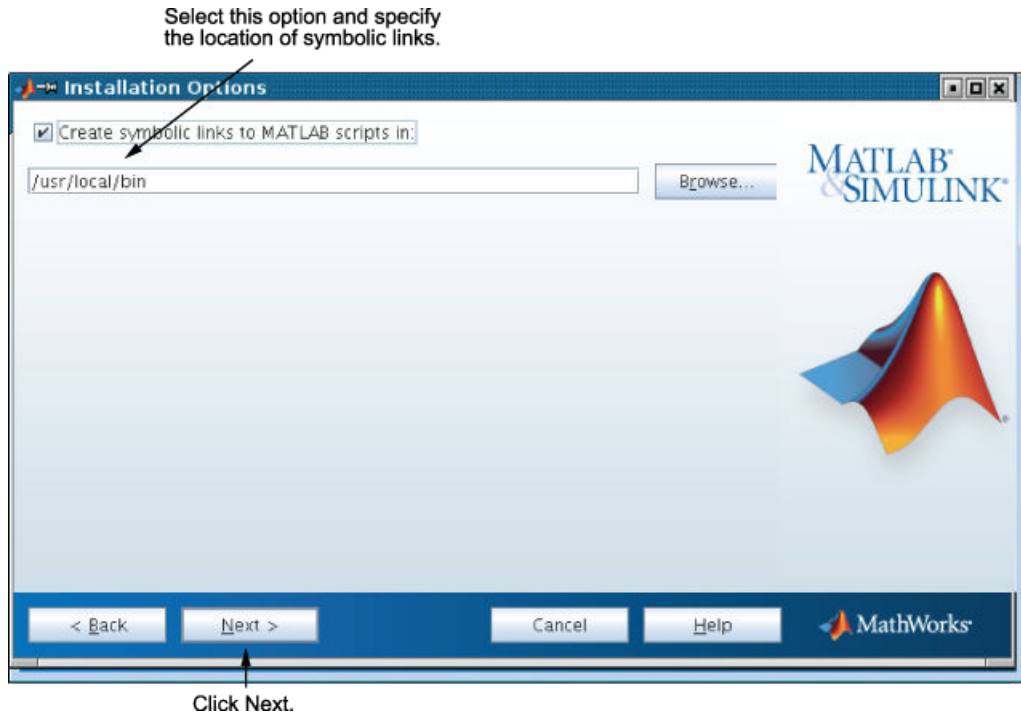 Select this option and specify
the location of symbolic links.
Installation Options
Create symbolic links to MATLAB scripts in:
/usr/local/bin
Browse...
MATLAB®
&SIMULINK®
< Back
Next >
Cancel
Help
MathWorks®
Click Next.